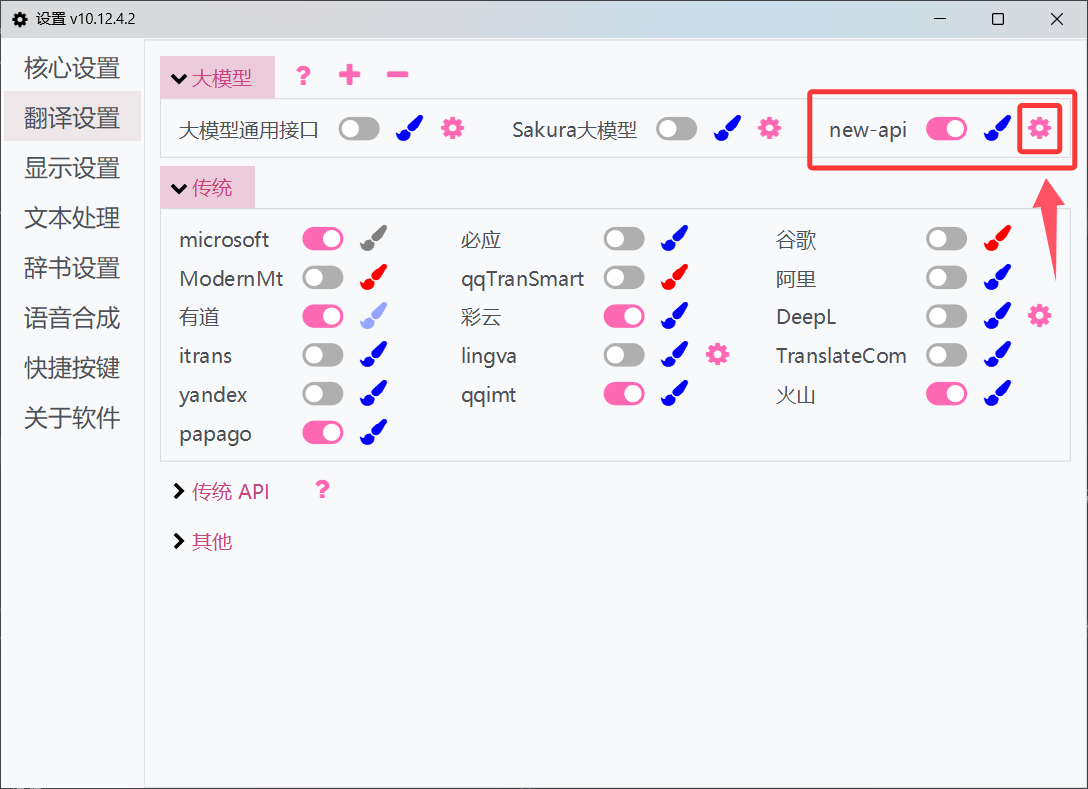 设置 v10.12.4.2
核心设置
翻译设置
显示设置
文本处理
辞书设置
语音合成
快捷按键
关于软件
大模型
大模型通用接口 Sakura大模型 new-api
传统
microsoft 必应 谷歌
ModernMt qqTranSmart 阿里
有道 彩云 DeepL
itrans lingva TranslateCom
yandex qqimt 火山
papago
传统 API
其他